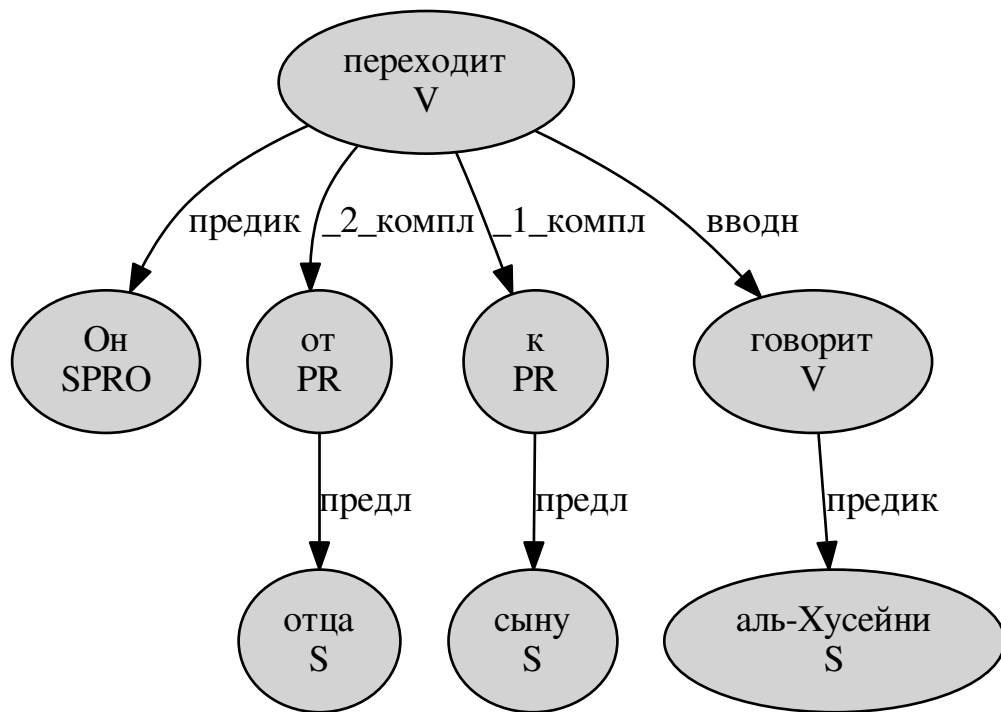 переходит
V
предик
_2_компл
_1_компл
вводн
Он
SPRO
от
PR
к
PR
говорит
V
предл
предл
предик
отца
S
сыну
S
аль-Хусейни
S